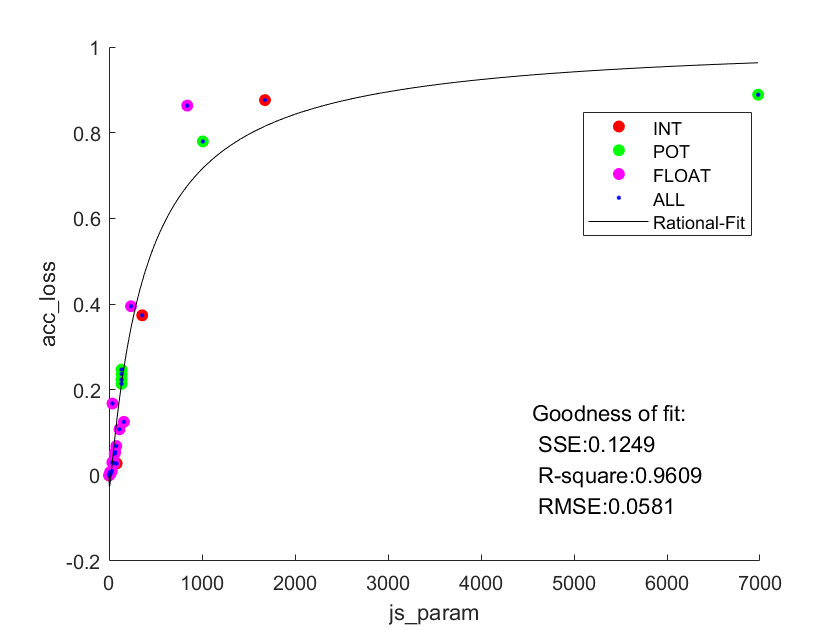 1
0.8
0.6
0.4
0.2
0
-0.2
acc_loss
INT
POT
FLOAT
ALL
Rational-Fit
Goodness of fit:
SSE:0.1249
R-square:0.9609
RMSE:0.0581
0 1000 2000 3000 4000 5000 6000 7000
js_param